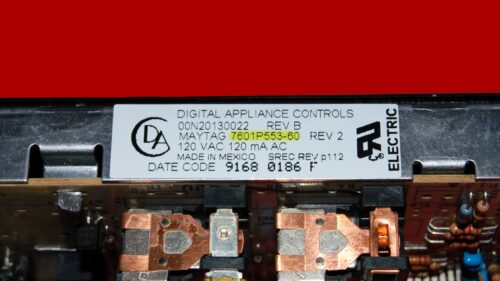 DIGITAL APPLIANCE CONTROLS
00N20130022 REV B
MAYTAG 7601P553-60 REV 2
120 VAC 120 mA AC
MADE IN MEXICO SREC REV p112
DATE CODE 9168 0186 F
CDA
ELECTRIC